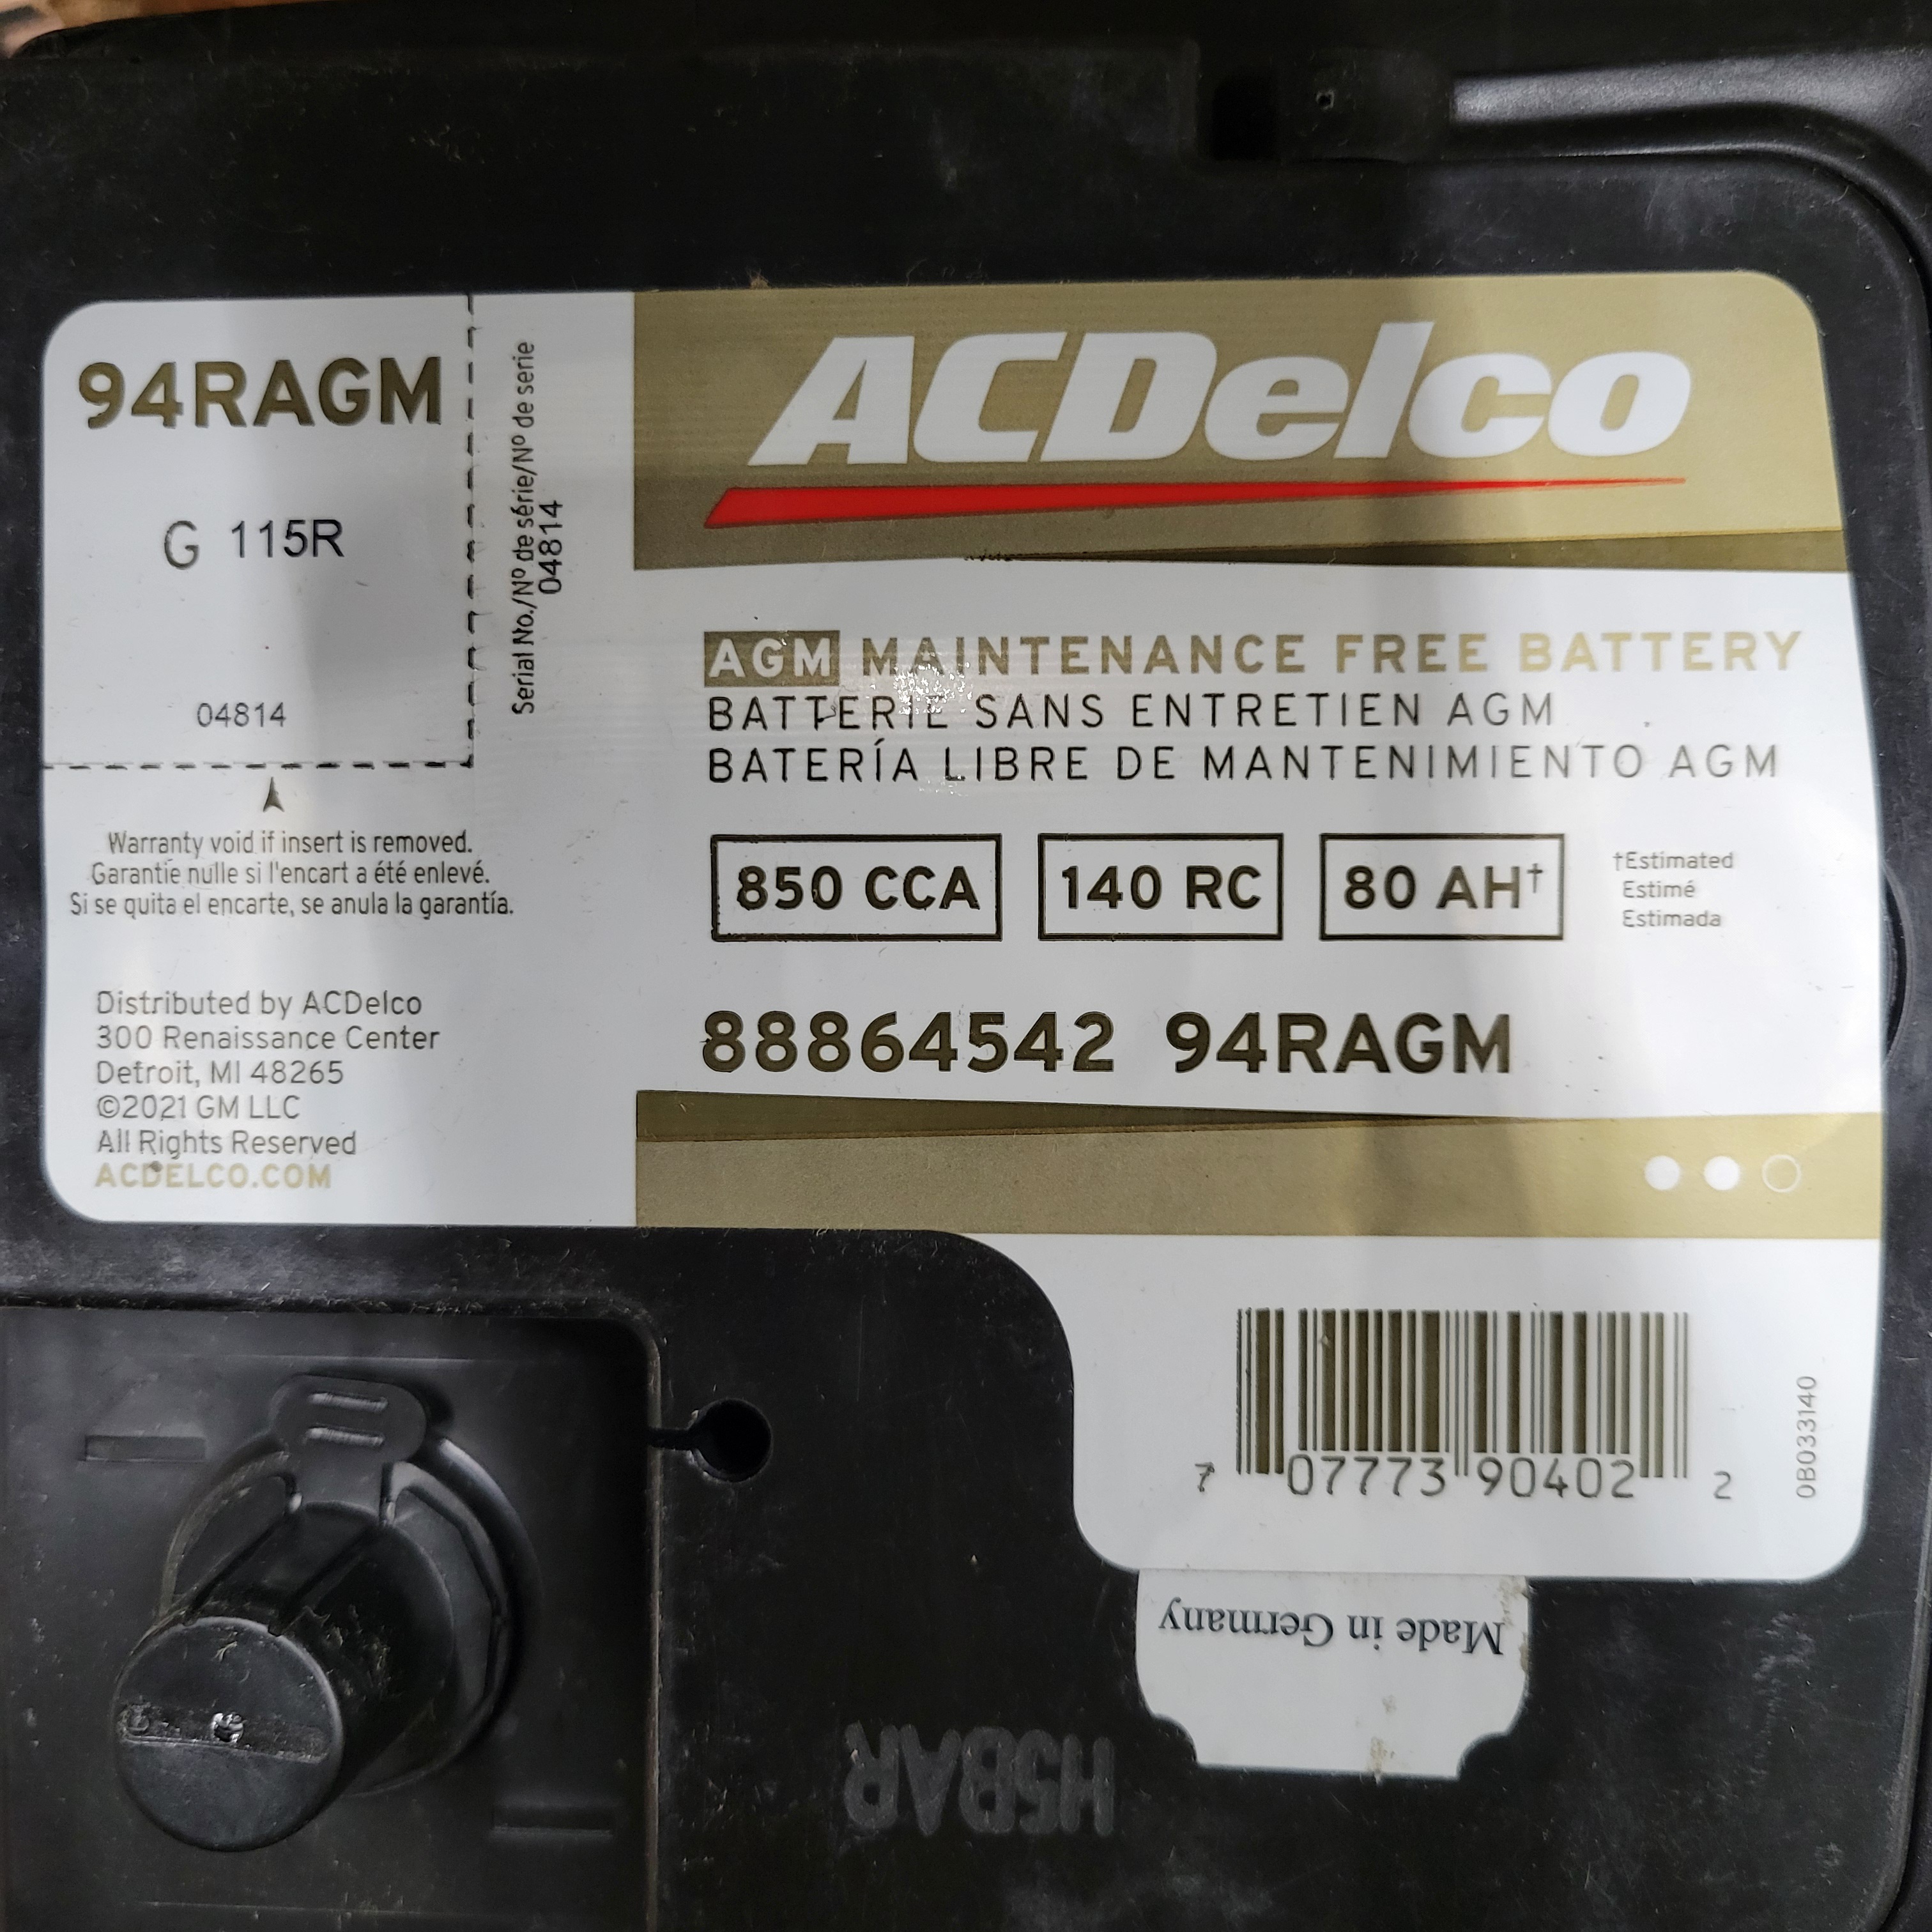 94RAGM
G 115R
04814
Serial No./Nº de série/Nº de serie
04814
Warranty void if insert is removed.
Garantie nulle si l'encart a été enlevé.
Si se quita el encarte, se anula la garantía.
Distributed by ACDelco
300 Renaissance Center
Detroit, MI 48265
©2021 GM LLC
All Rights Reserved
ACDELCO.COM
ACDelco
AGM MAINTENANCE FREE BATTERY
BATTERIE SANS ENTRETIEN AGM
BATERÍA LIBRE DE MANTENIMIENTO AGM
850 CCA 140 RC 80 AH†
†Estimated
Estimé
Estimada
88864542 94RAGM
7 07773 90402 2
0B033140
Made in Germany
H5BAR